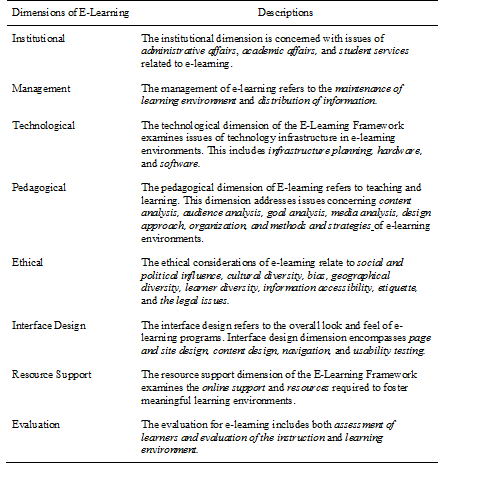 Dimensions of E-Learning Descriptions
Institutional The institutional dimension is concerned with issues of
administrative affairs, academic affairs, and student services
related to e-learning.
Management The management of e-learning refers to the maintenance of
learning environment and distribution of information.
Technological The technological dimension of the E-Learning Framework
examines issues of technology infrastructure in e-learning
environments. This includes infrastructure planning, hardware,
and software.
Pedagogical The pedagogical dimension of E-learning refers to teaching and
learning. This dimension addresses issues concerning content
analysis, audience analysis, goal analysis, media analysis, design
approach, organization, and methods and strategies of e-learning
environments.
Ethical The ethical considerations of e-learning relate to social and
political influence, cultural diversity, bias, geographical
diversity, learner diversity, information accessibility, etiquette,
and the legal issues.
Interface Design The interface design refers to the overall look and feel of e-
learning programs. Interface design dimension encompasses page
and site design, content design, navigation, and usability testing.
Resource Support The resource support dimension of the E-Learning Framework
examines the online support and resources required to foster
meaningful learning environments.
Evaluation The evaluation for e-learning includes both assessment of
learners and evaluation of the instruction and learning
environment.